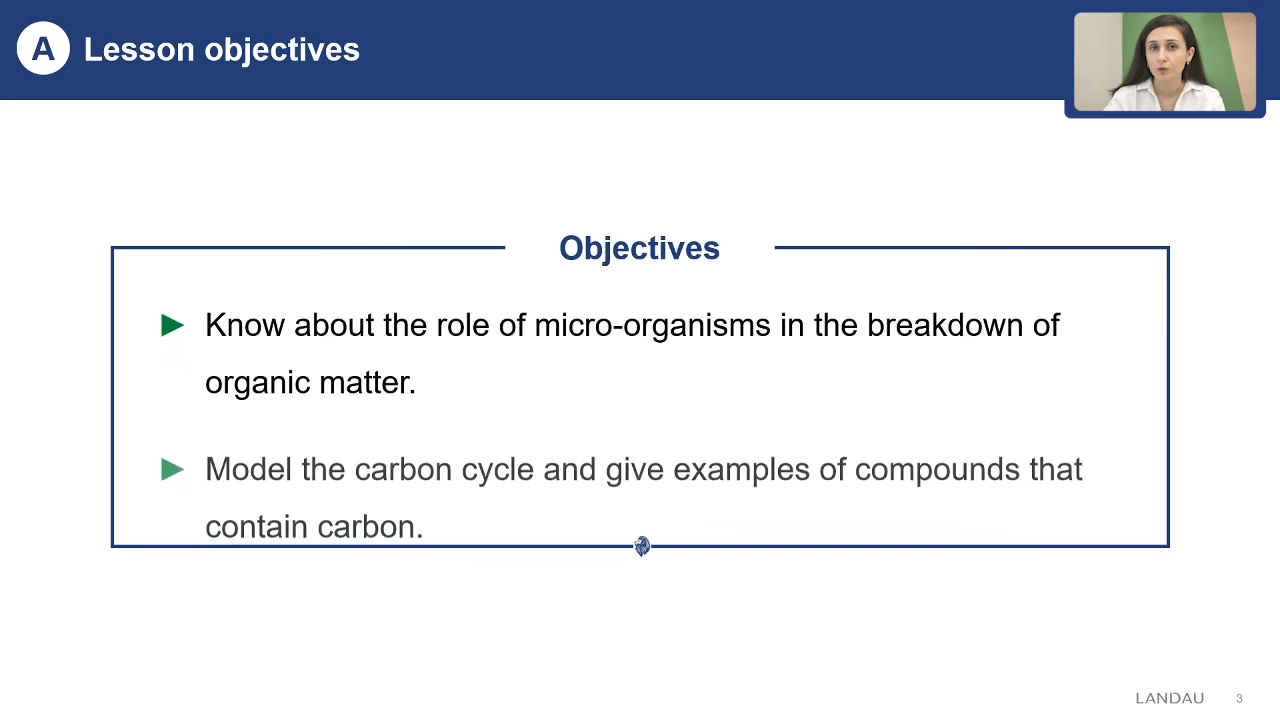 A Lesson objectives
Objectives
► Know about the role of micro-organisms in the breakdown of
organic matter.
► Model the carbon cycle and give examples of compounds that
contain carbon.
LANDAU 3